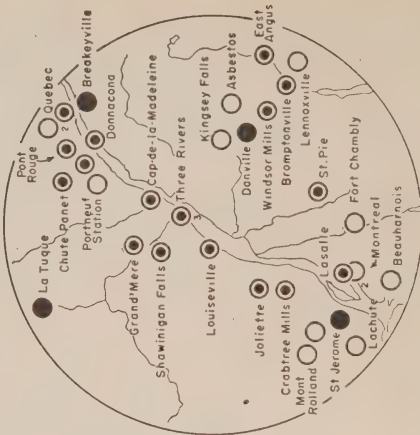 La Tuque
Pont
Rouge
Quebec
2
Breakeyville
Chute Panet
Portneuf
Station
Donnacona
Cap-de-la-Madeleine
Three Rivers
3
Grand'Mere
Shawinigan Falls
Louiseville
Joliette
Crabtree Mills
Mont
Rolland
St Jerome
Lachute
Lasalle
2
Montreal
Beauharnois
Fort Chambly
St. Pie
Kingsey Falls
Asbestos
Danville
Windsor Mills
Bromptonville
Lennoxville
East
Angus